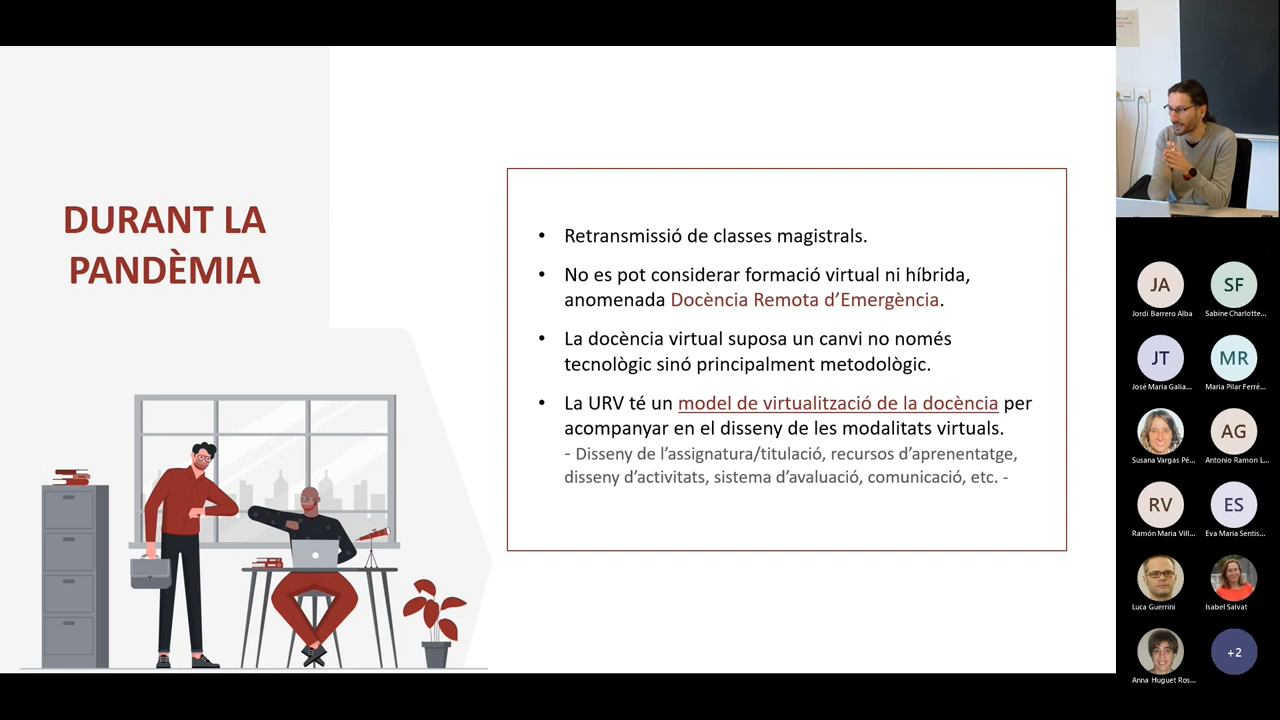 DURANT LA
PANDÈMIA
• Retransmissió de classes magistrals.
• No es pot considerar formació virtual ni híbrida,
anomenada Docència Remota d'Emergència.
• La docència virtual suposa un canvi no només
tecnològic sinó principalment metodològic.
• La URV té un model de virtualització de la docència per
acompanyar en el disseny de les modalitats virtuals.
- Disseny de l'assignatura/titulació, recursos d'aprenentatge,
disseny d'activitats, sistema d'avaluació, comunicació, etc. -
JA
SF
Jordi Barrero Alba
Sabine Charlotte...
JT
MR
José Maria Galia...
Maria Pilar Ferré...
AG
Susana Vargas Pé...
Antonio Ramon L...
RV
ES
Ramón Maria Vill...
Eva Maria Sentis...
Luca Guerrini
Isabel Salvat
+2
Anna Huguet Ros...